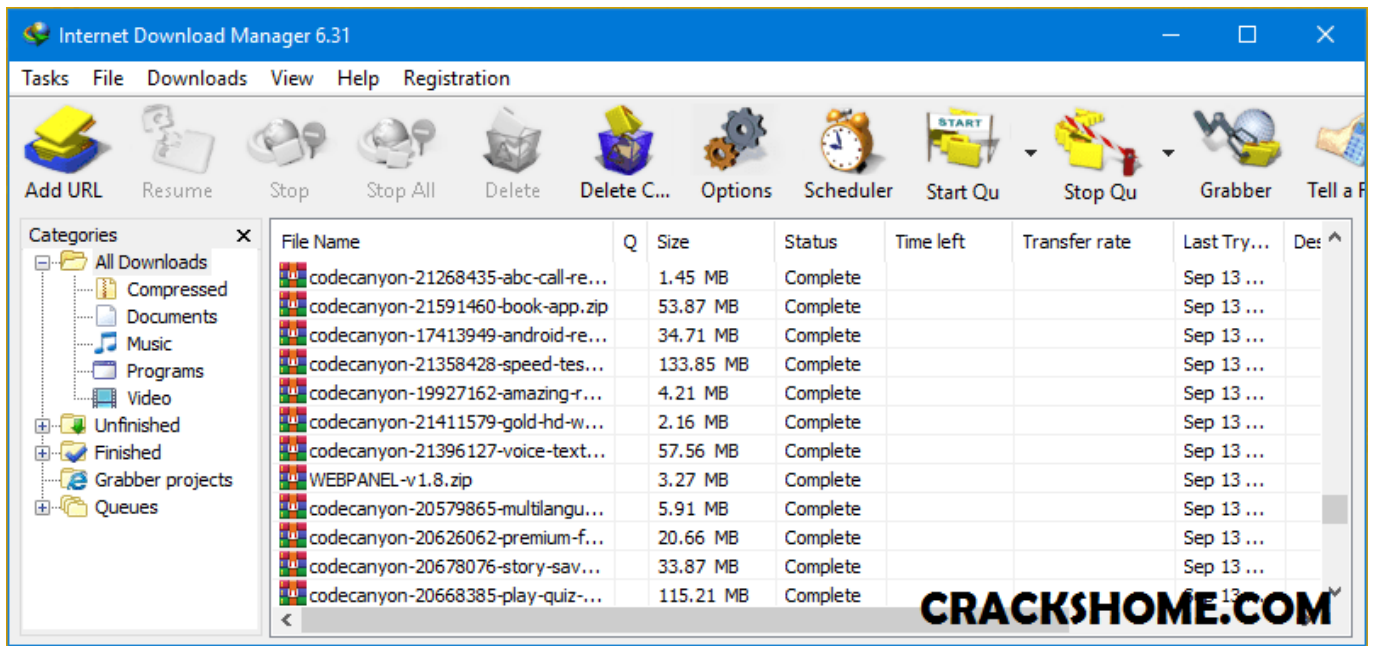 Internet Download Manager 6.31
Tasks File Downloads View Help Registration
START
Add URL Resume Stop Stop All Delete Delete C... Options Scheduler Start Qu Stop Qu Grabber Tell a F
Categories
All Downloads
Compressed
Documents
Music
Programs
Video
Unfinished
Finished
Grabber projects
Queues
File Name Q Size Status Time left Transfer rate Last Try... Des
codecanyon-21268435-abc-call-re... 1.45 MB Complete Sep 13 ...
codecanyon-21591460-book-app.zip 53.87 MB Complete Sep 13 ...
codecanyon-17413949-android-re... 34.71 MB Complete Sep 13 ...
codecanyon-21358428-speed-tes... 133.85 MB Complete Sep 13 ...
codecanyon-19927162-amazing-r... 4.21 MB Complete Sep 13 ...
codecanyon-21411579-gold-hd-w... 2.16 MB Complete Sep 13 ...
codecanyon-21396127-voice-text... 57.56 MB Complete Sep 13 ...
WEBPANEL-v1.8.zip 3.27 MB Complete Sep 13 ...
codecanyon-20579865-multilangu... 5.91 MB Complete Sep 13 ...
codecanyon-20626062-premium-f... 20.66 MB Complete Sep 13 ...
codecanyon-20678076-story-sav... 33.87 MB Complete Sep 13 ...
codecanyon-20668385-play-quiz-... 115.21 MB Complete Sep 13 ...
CRACKSHOME.COM